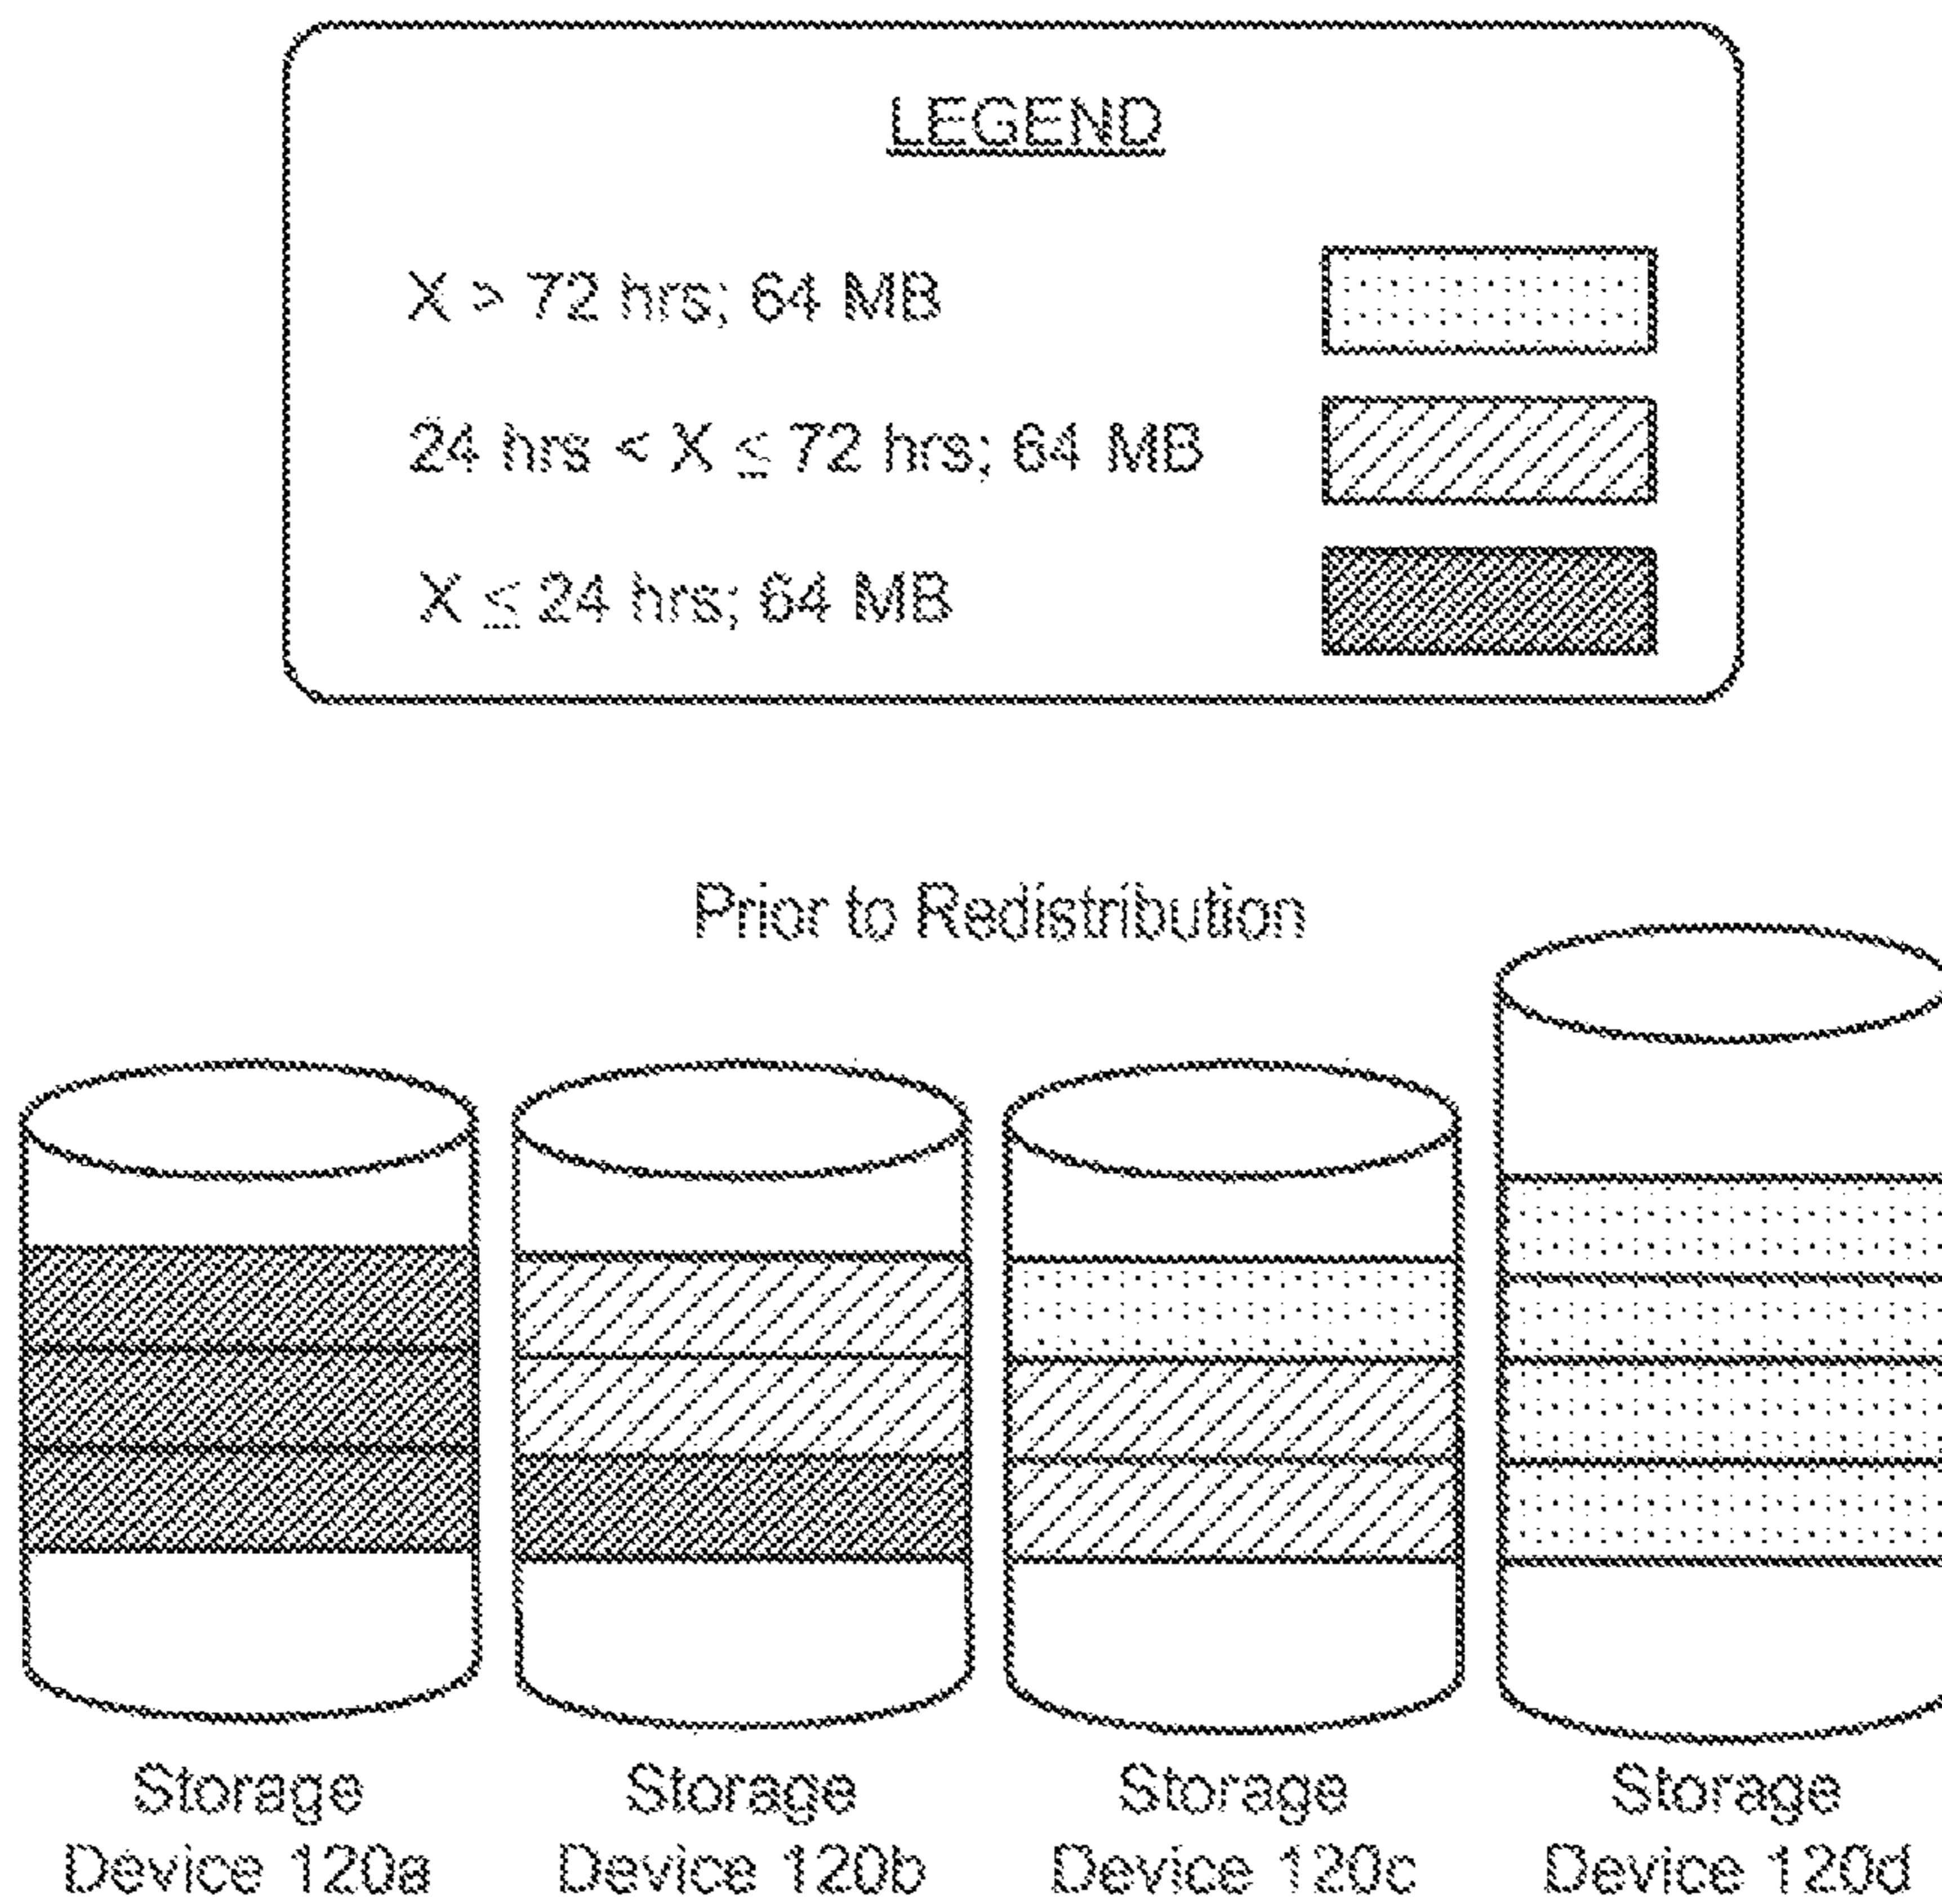 LEGEND
X > 72 hrs; 64 MB
24 hrs < X ≤ 72 hrs; 64 MB
X ≤ 24 hrs; 64 MB
Prior to Redistribution
Storage Device 120a
Storage Device 120b
Storage Device 120c
Storage Device 120d